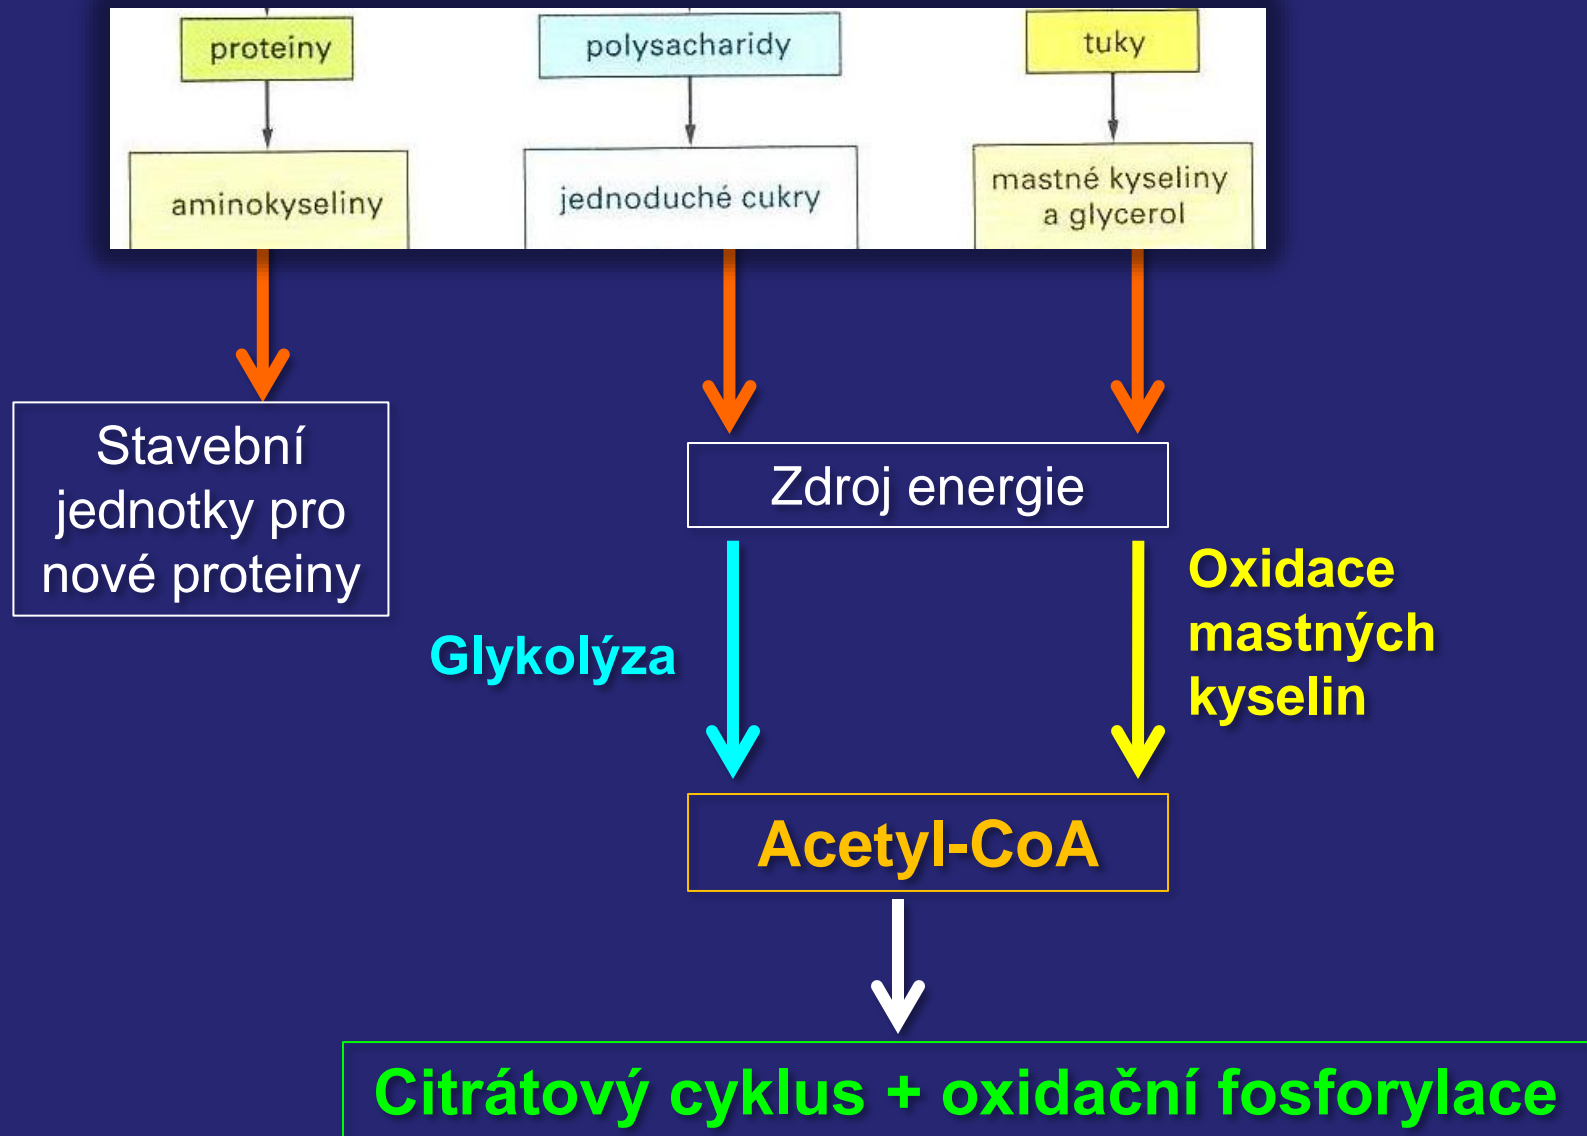 proteiny
polysacharidy
tuky
aminokyseliny
jednoduché cukry
mastné kyseliny
a glycerol
Stavební
jednotky pro
nové proteiny
Zdroj energie
Glykolýza
Oxidace
mastných
kyselin
Acetyl-CoA
Citrátový cyklus + oxidační fosforylace